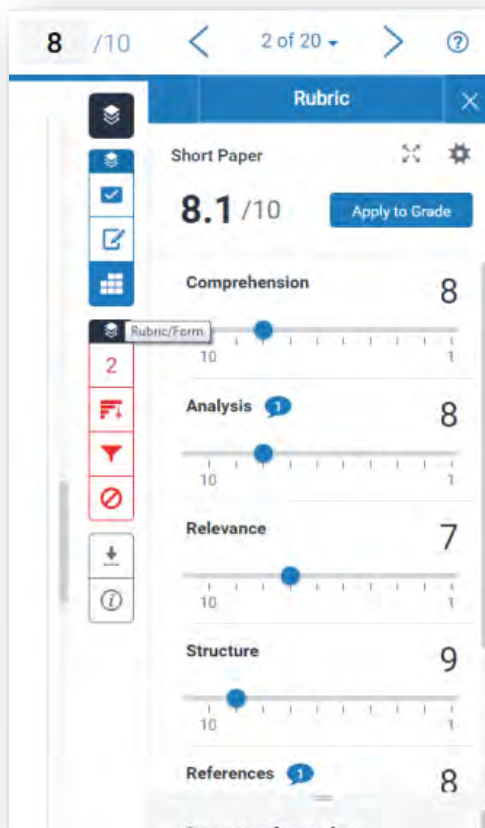 8 /10 2 of 20
Rubric
Short Paper
8.1 /10 Apply to Grade
Comprehension 8
Rubric/Form
10 1
2
Analysis 1 8
10 1
Relevance 7
10 1
Structure 9
10 1
References 1 8